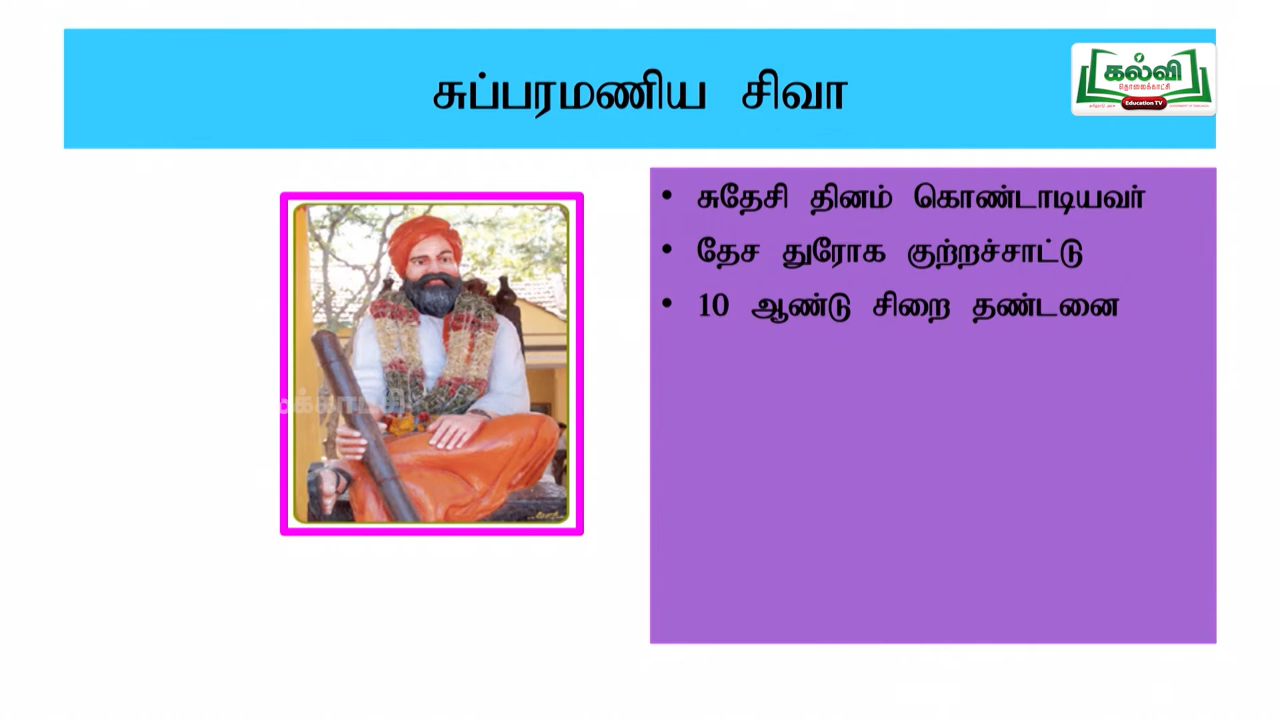 சுப்பரமணிய சிவா
கல்வி
தொலைக்காட்சி
Education TV
• சுதேசி தினம் கொண்டாடியவர்
• தேச துரோக குற்றச்சாட்டு
• 10 ஆண்டு சிறை தண்டனை